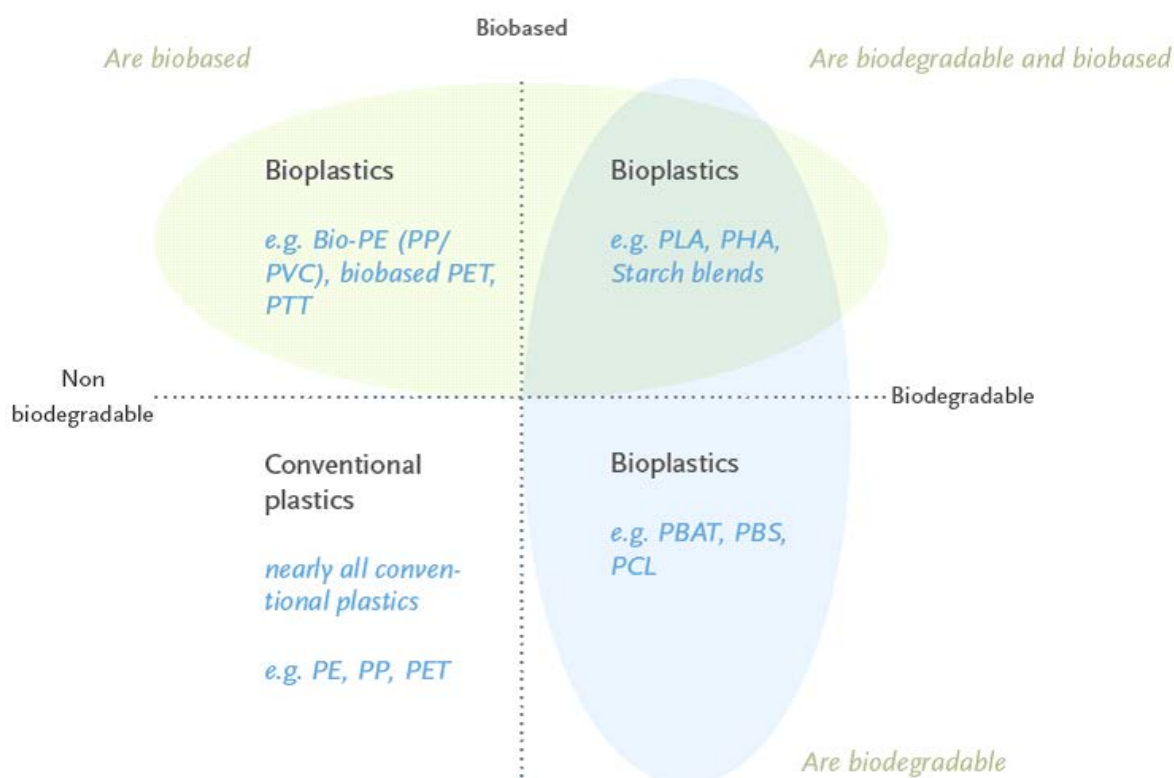 Biobased
Are biobased
Are biodegradable and biobased
Bioplastics
e.g. Bio-PE (PP/
PVC), biobased PET,
PTT
Bioplastics
e.g. PLA, PHA,
Starch blends
Non
biodegradable
Biodegradable
Conventional
plastics
nearly all conven-
tional plastics
e.g. PE, PP, PET
Bioplastics
e.g. PBAT, PBS,
PCL
Are biodegradable